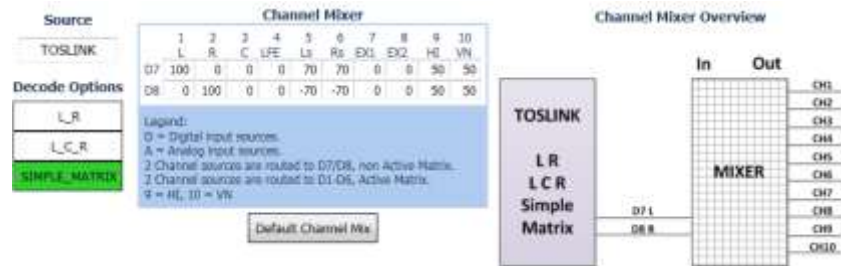 Source
TOSLINK
Decode Options
L_R
L_C_R
SIMPLE_MATRIX
Channel Mixer
1 2 3 4 5 6 7 8 9 10
L R C LFE Ls Rs EX1 EX2 HI VN
D7 100 0 0 0 70 70 0 0 50 50
D8 0 100 0 0 -70 -70 0 0 50 50
Legend:
D = Digital input sources.
A = Analog input sources.
2 Channel sources are routed to D7/D8, non Active Matrix.
2 Channel sources are routed to D1-D6, Active Matrix.
9 = HI, 10 = VN
Default Channel Mix
Channel Mixer Overview
In Out
TOSLINK
L R
L C R
Simple
Matrix
D7 L
D8 R
MIXER
CH1
CH2
CH3
CH4
CH5
CH6
CH7
CH8
CH9
CH10